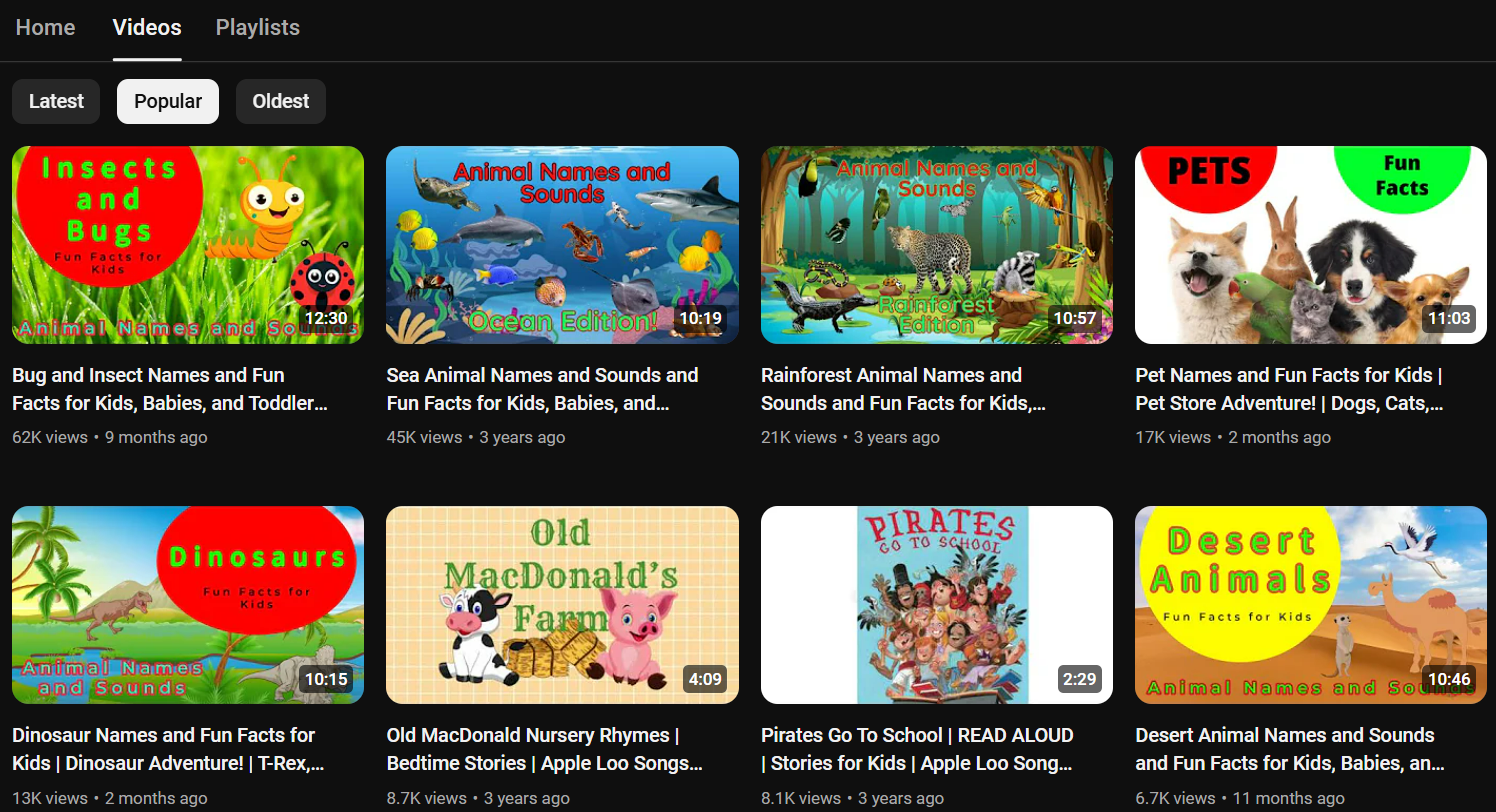 Home Videos Playlists
Latest Popular Oldest
Insects
and
Bugs
Fun Facts for
Kids
Animal Names and Sounds
12:30
Animal Names and
Sounds
Ocean Edition!
10:19
Animal Names and
Sounds
Rainforest
Edition
10:57
PETS
Fun
Facts
11:03
Bug and Insect Names and Fun
Facts for Kids, Babies, and Toddler...
62K views • 9 months ago
Sea Animal Names and Sounds and
Fun Facts for Kids, Babies, and...
45K views • 3 years ago
Rainforest Animal Names and
Sounds and Fun Facts for Kids,...
21K views • 3 years ago
Pet Names and Fun Facts for Kids |
Pet Store Adventure! | Dogs, Cats,...
17K views • 2 months ago
Dinosaurs
Fun Facts for
Kids
Animal Names
and Sounds
10:15
Old
MacDonald's
Farm
4:09
PIRATES
GO TO SCHOOL
2:29
Desert
Animals
Fun Facts for Kids
Animal Names and Sounds
10:46
Dinosaur Names and Fun Facts for
Kids | Dinosaur Adventure! | T-Rex,...
13K views • 2 months ago
Old MacDonald Nursery Rhymes |
Bedtime Stories | Apple Loo Songs...
8.7K views • 3 years ago
Pirates Go To School | READ ALOUD
| Stories for Kids | Apple Loo Song...
8.1K views • 3 years ago
Desert Animal Names and Sounds
and Fun Facts for Kids, Babies, an...
6.7K views • 11 months ago